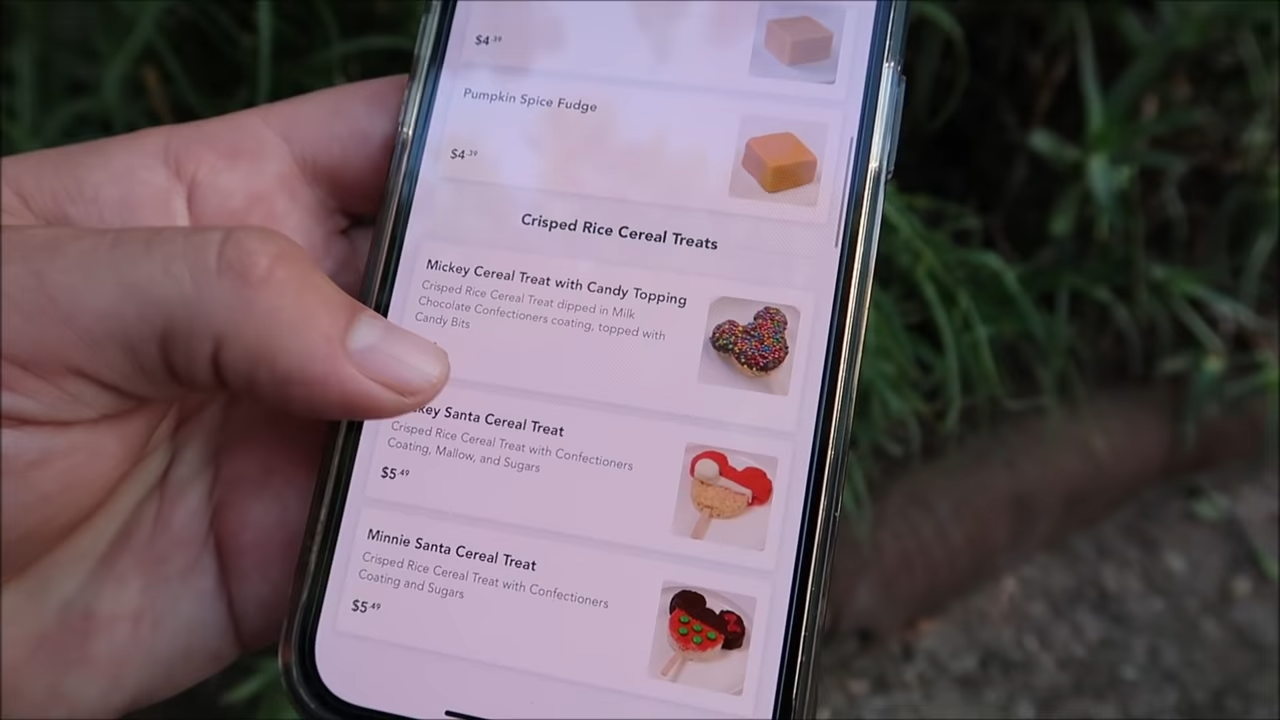 $4.39
Pumpkin Spice Fudge
$4.39
Crisped Rice Cereal Treats
Mickey Cereal Treat with Candy Topping
Crisped Rice Cereal Treat dipped in Milk
Chocolate Confectioners coating, topped with
Candy Bits
key Santa Cereal Treat
Crisped Rice Cereal Treat with Confectioners
Coating, Mallow, and Sugars
$5.49
Minnie Santa Cereal Treat
Crisped Rice Cereal Treat with Confectioners
Coating and Sugars
$5.49